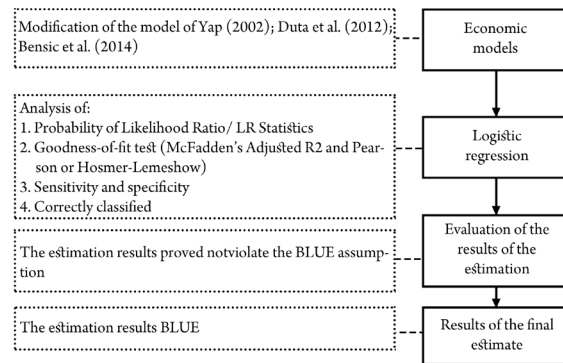 Modification of the model of Yap (2002); Duta et al. (2012);
Bensic et al. (2014)
Economic
models
Analysis of:
1. Probability of Likelihood Ratio/ LR Statistics
2. Goodness-of-fit test (McFadden's Adjusted R2 and Pear-
son or Hosmer-Lemeshow)
3. Sensitivity and specificity
4. Correctly classified
Logistic
regression
The estimation results proved notviolate the BLUE assump-
tion
Evaluation of the
results of the
estimation
The estimation results BLUE
Results of the final
estimate